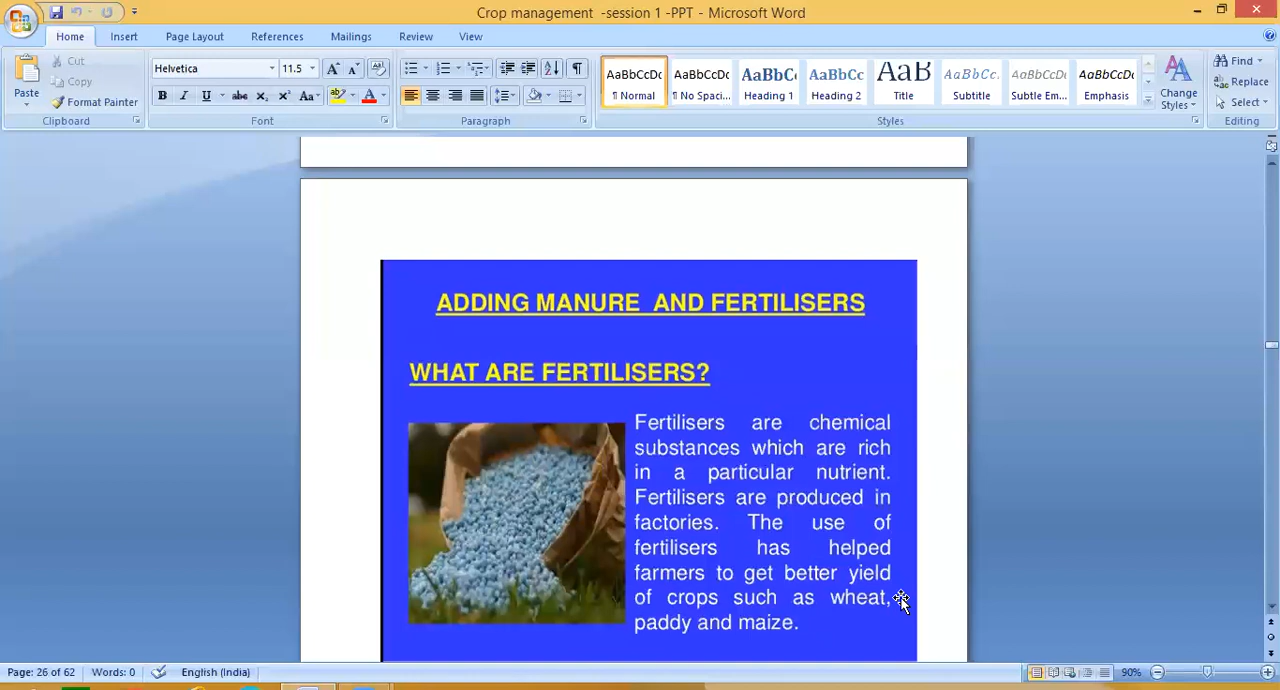 Crop management -session 1 -PPT - Microsoft Word
Home Insert Page Layout References Mailings Review View
Paste
Cut
Copy
Format Painter
Clipboard
Helvetica 11.5
B I U abc x₂ x² Aa
Font
Paragraph
AaBbCcDc AaBbCcDc AaBbC( AaBbCc AaB AaBbCc. AaBbCcDc AaBbCcDc
¶ Normal ¶ No Spaci... Heading 1 Heading 2 Title Subtitle Subtle Em... Emphasis
Styles
Change
Styles
Find
Replace
Select
Editing
ADDING MANURE AND FERTILISERS
WHAT ARE FERTILISERS?
Fertilisers are chemical
substances which are rich
in a particular nutrient.
Fertilisers are produced in
factories. The use of
fertilisers has helped
farmers to get better yield
of crops such as wheat,
paddy and maize.
Page: 26 of 62 Words: 0 English (India) 90%